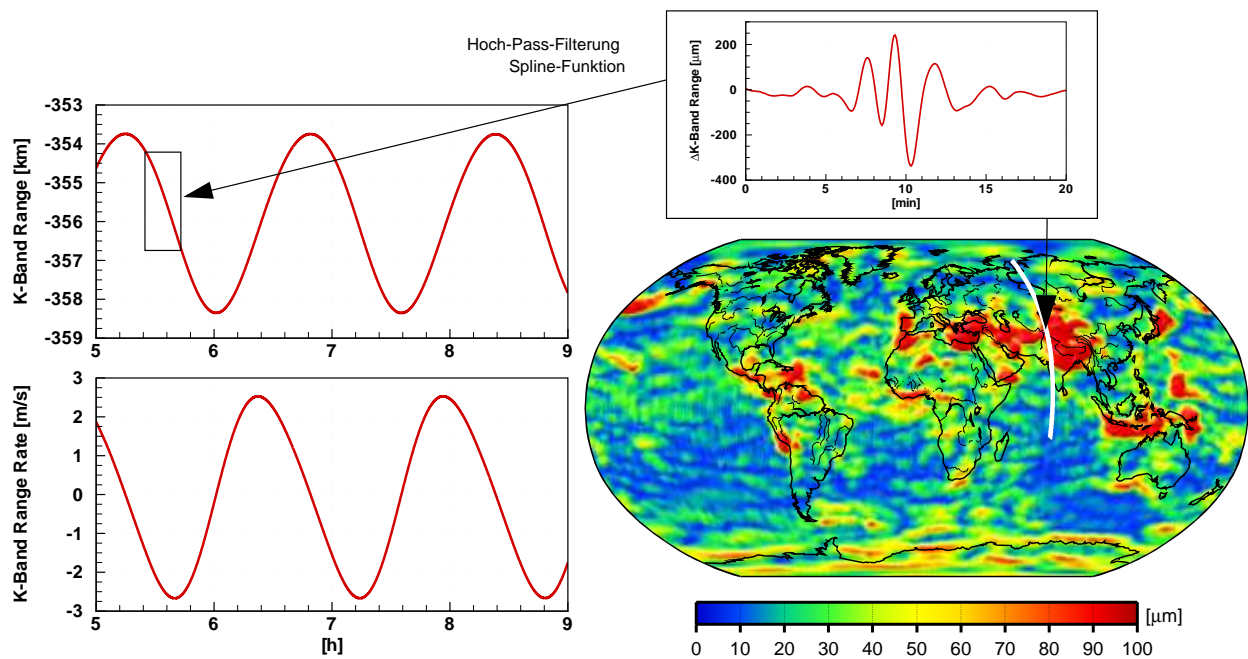 Hoch-Pass-Filterung
Spline-Funktion
K-Band Range [km]
-353
-354
-355
-356
-357
-358
-359
5 6 7 8 9
K-Band Range Rate [m/s]
3
2
1
0
-1
-2
-3
5 6 7 8 9
[h]
ΔK-Band Range [µm]
200
0
-200
-400
0 5 10 15 20
[min]
0 10 20 30 40 50 60 70 80 90 100
[µm]